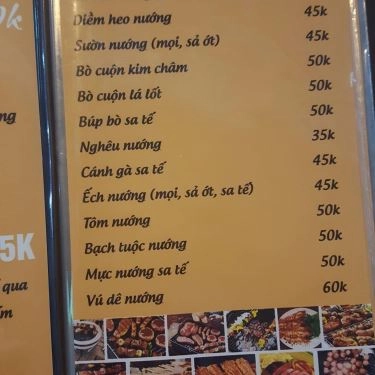 0k
Diềm heo nướng 45k
Sườn nướng (mọi, sả ớt) 45k
Bò cuộn kim châm 50k
Bò cuộn lá lốt 50k
Búp bò sa tế 50k
Nghêu nướng 35k
Cánh gà sa tế 45k
Ếch nướng (mọi, sả ớt, sa tế) 45k
Tôm nướng 50k
Bạch tuộc nướng 50k
Mực nướng sa tế 50k
Vú dê nướng 60k
5K
qua